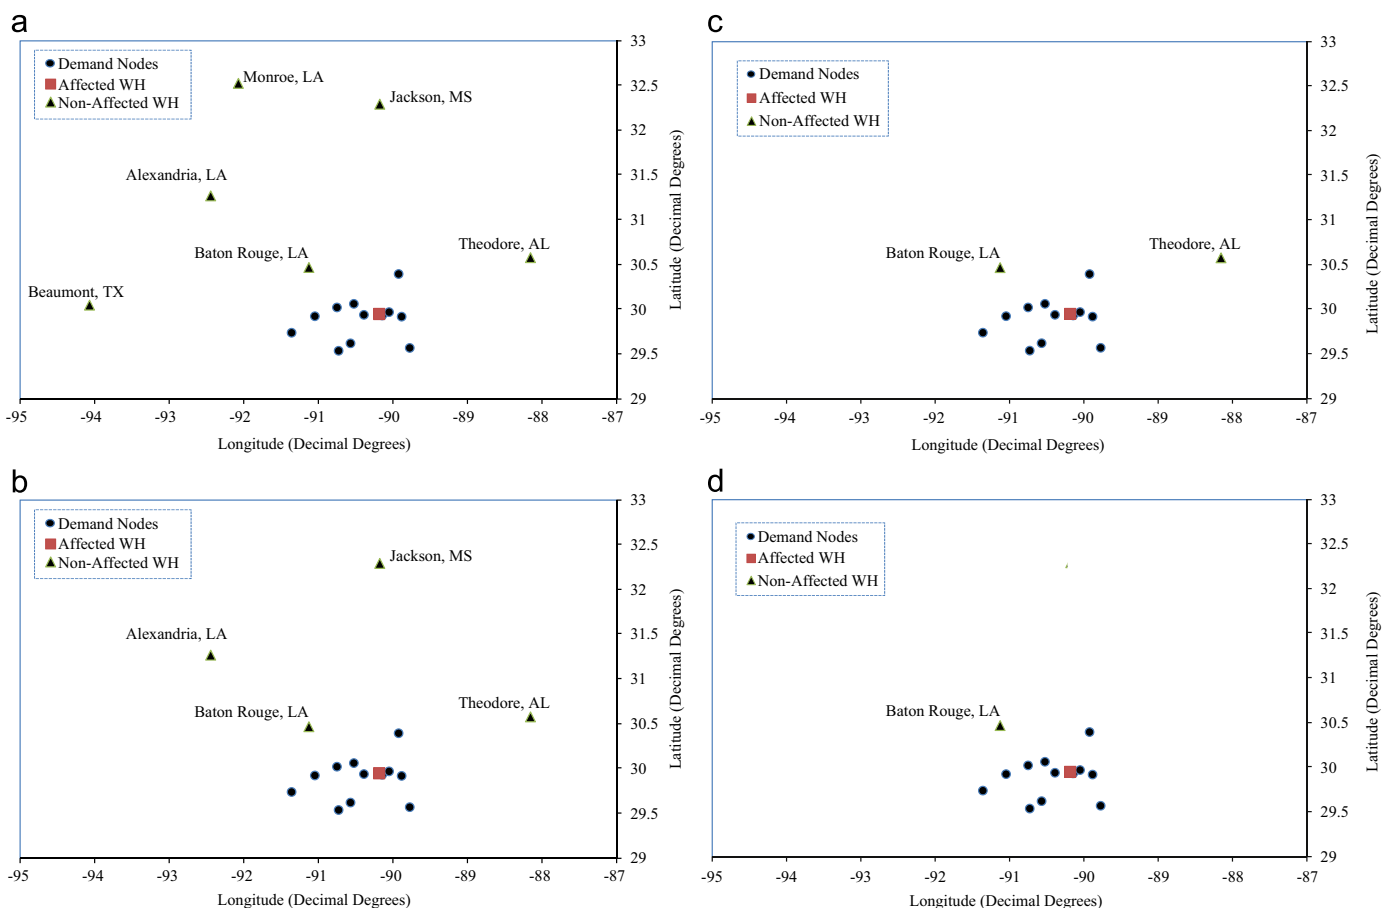 a
33
Demand Nodes
Affected WH
Non-Affected WH
Monroe, LA
Jackson, MS
32.5
32
Alexandria, LA
31.5
31
Baton Rouge, LA
Theodore, AL
30.5
Beaumont, TX
30
29.5
29
Latitude (Decimal Degrees)
-95 -94 -93 -92 -91 -90 -89 -88 -87
Longitude (Decimal Degrees)
c
33
Demand Nodes
Affected WH
Non-Affected WH
32.5
32
31.5
31
Baton Rouge, LA
Theodore, AL
30.5
30
29.5
29
Latitude (Decimal Degrees)
-95 -94 -93 -92 -91 -90 -89 -88 -87
Longitude (Decimal Degrees)
b
33
Demand Nodes
Affected WH
Non-Affected WH
Jackson, MS
32.5
32
Alexandria, LA
31.5
31
Baton Rouge, LA
Theodore, AL
30.5
30
29.5
29
Latitude (Decimal Degrees)
-95 -94 -93 -92 -91 -90 -89 -88 -87
Longitude (Decimal Degrees)
d
33
Demand Nodes
Affected WH
Non-Affected WH
32.5
32
31.5
31
Baton Rouge, LA
30.5
30
29.5
29
Latitude (Decimal Degrees)
-95 -94 -93 -92 -91 -90 -89 -88 -87
Longitude (Decimal Degrees)